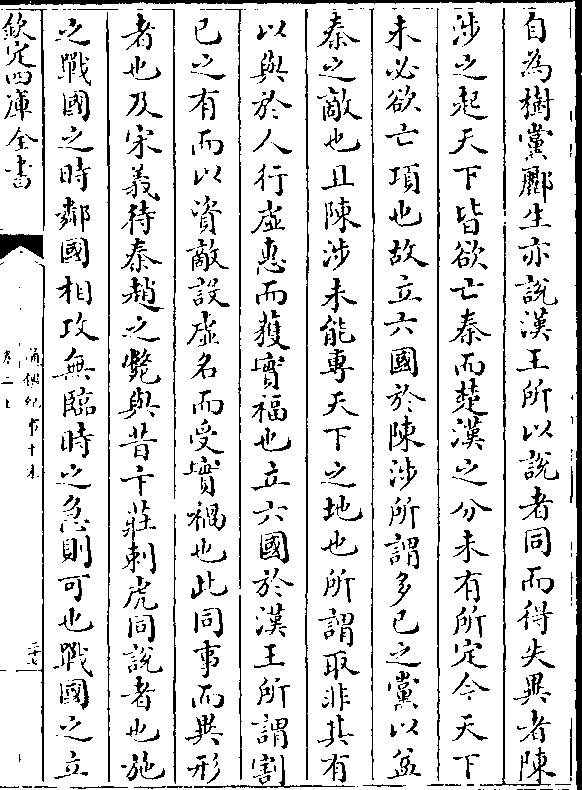 自為樹黨酈生亦說漢王所以說者同而得失異者陳
涉之起天下皆欲亡秦而楚漢之分未有所定今天下
未必欲亡項也故立六國於陳涉所謂多已之黨以益
秦之敵也且陳涉未能専天下之地也所謂取非其有
以與於人行虛惠而獲實福也立六國於漢王所謂割
已之有而以資敵設虛名而受實禍也此同事而異形
者也及宋義待秦趙之斃與昔卞莊刺虎同說者也施
之戰國之時鄰國相攻無臨時之急則可也戰國之立
欽定四庫全書